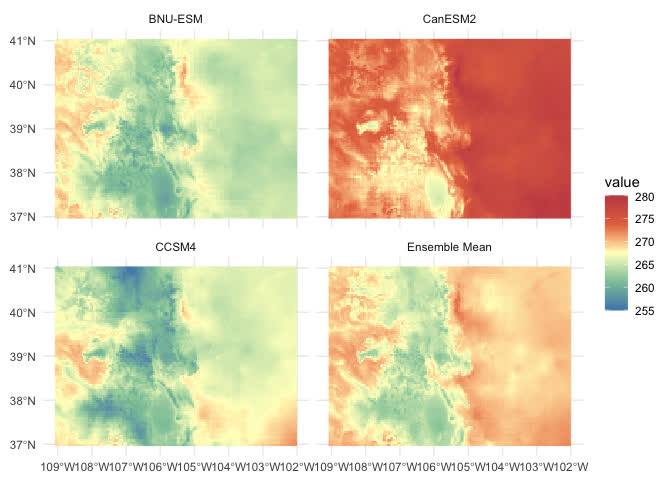 BNU-ESM
CanESM2
41°N
40°N
39°N
38°N
37°N
CCSM4
Ensemble Mean
41°N
40°N
39°N
38°N
37°N
109°W108°W107°W106°W105°W104°W103°W102°W109°W108°W107°W106°W105°W104°W103°W102°W
value
280
275
270
265
260
255